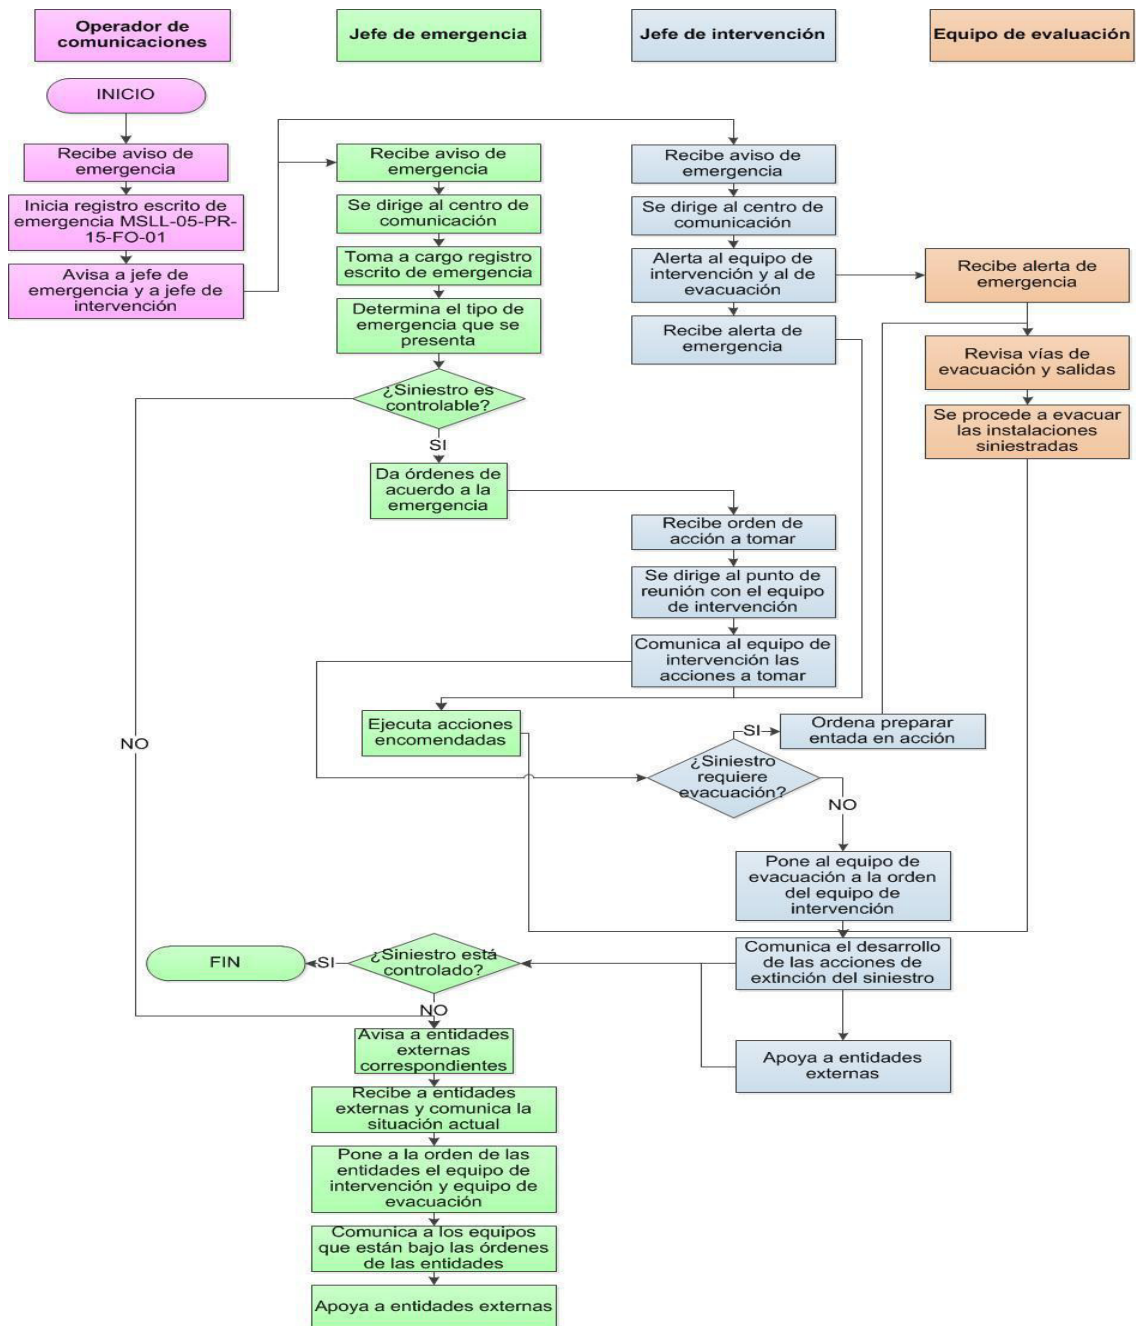 Operador de
comunicaciones
Jefe de emergencia
Jefe de intervención
Equipo de evaluación
INICIO
Recibe aviso de
emergencia
Inicia registro escrito de
emergencia MSLL-05-PR-
15-FO-01
Avisa a jefe de
emergencia y a jefe de
intervención
Recibe aviso de
emergencia
Se dirige al centro de
comunicación
Toma a cargo registro
escrito de emergencia
Determina el tipo de
emergencia que se
presenta
¿Siniestro es
controlable?
SI
NO
Da órdenes de
acuerdo a la
emergencia
Recibe aviso de
emergencia
Se dirige al centro de
comunicación
Alerta al equipo de
intervención y al de
evacuación
Recibe alerta de
emergencia
Recibe alerta de
emergencia
Revisa vías de
evacuación y salidas
Se procede a evacuar
las instalaciones
siniestradas
Recibe orden de
acción a tomar
Se dirige al punto de
reunión con el equipo
de intervención
Comunica al equipo de
intervención las
acciones a tomar
Ejecuta acciones
encomendadas
¿Siniestro
requiere
evacuación?
SI
Ordena preparar
entada en acción
NO
Pone al equipo de
evacuación a la orden
del equipo de
intervención
Comunica el desarrollo
de las acciones de
extinción del siniestro
Apoya a entidades
externas
¿Siniestro está
controlado?
SI
FIN
NO
Avisa a entidades
externas
correspondientes
Recibe a entidades
externas y comunica la
situación actual
Pone a la orden de las
entidades el equipo de
intervención y equipo de
evacuación
Comunica a los equipos
que están bajo las órdenes
de las entidades
Apoya a entidades externas